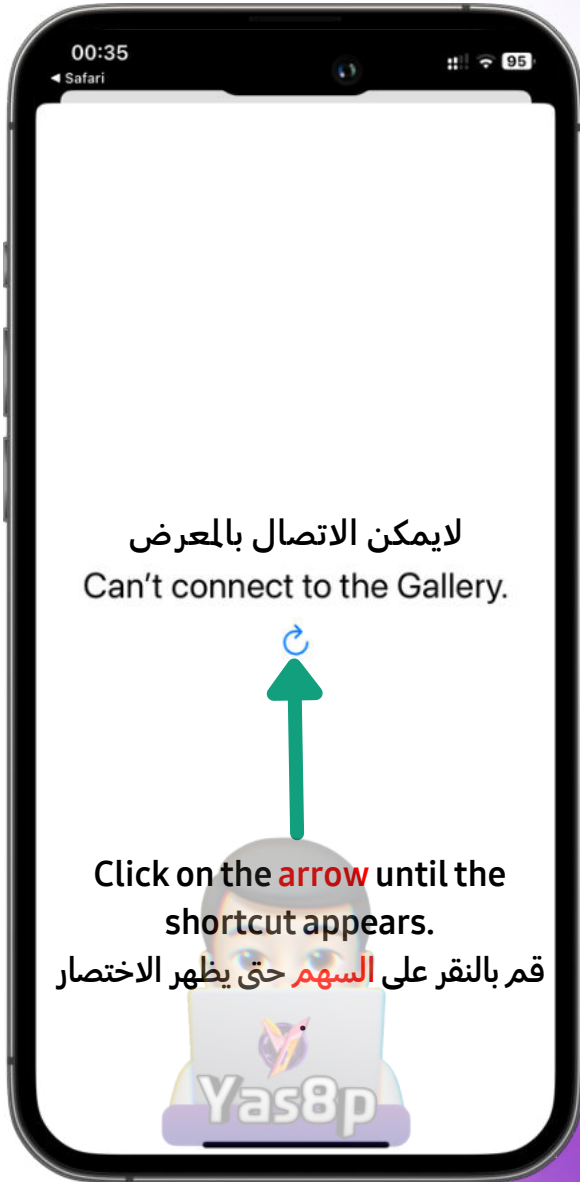 00:35
◀ Safari
95
لايمكن الاتصال بالمعرض
Can't connect to the Gallery.
Click on the arrow until the
shortcut appears.
قم بالنقر على السهم حتى يظهر الاختصار
.
Yas8p